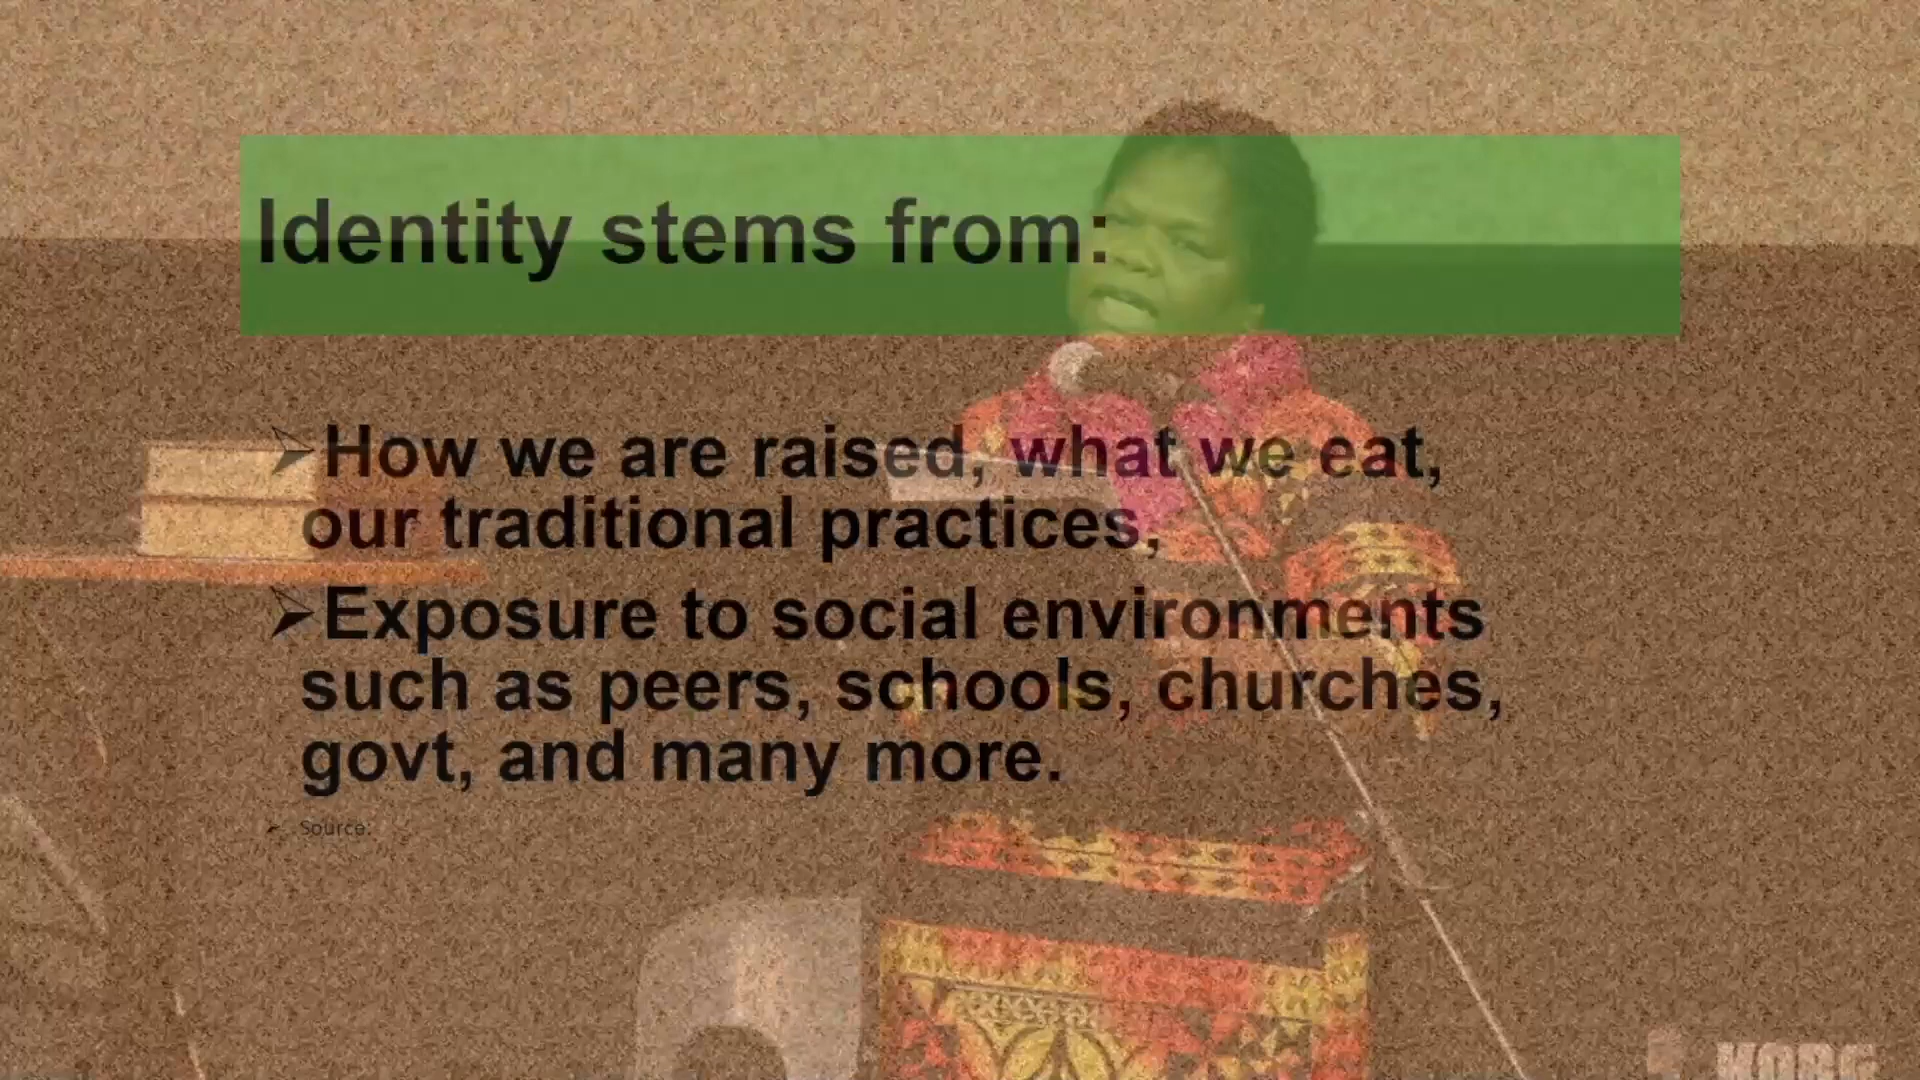 Identity stems from:
➢How we are raised, what we eat,
our traditional practices,
➢Exposure to social environments
such as peers, schools, churches,
govt, and many more.
➢ Source:
KORG